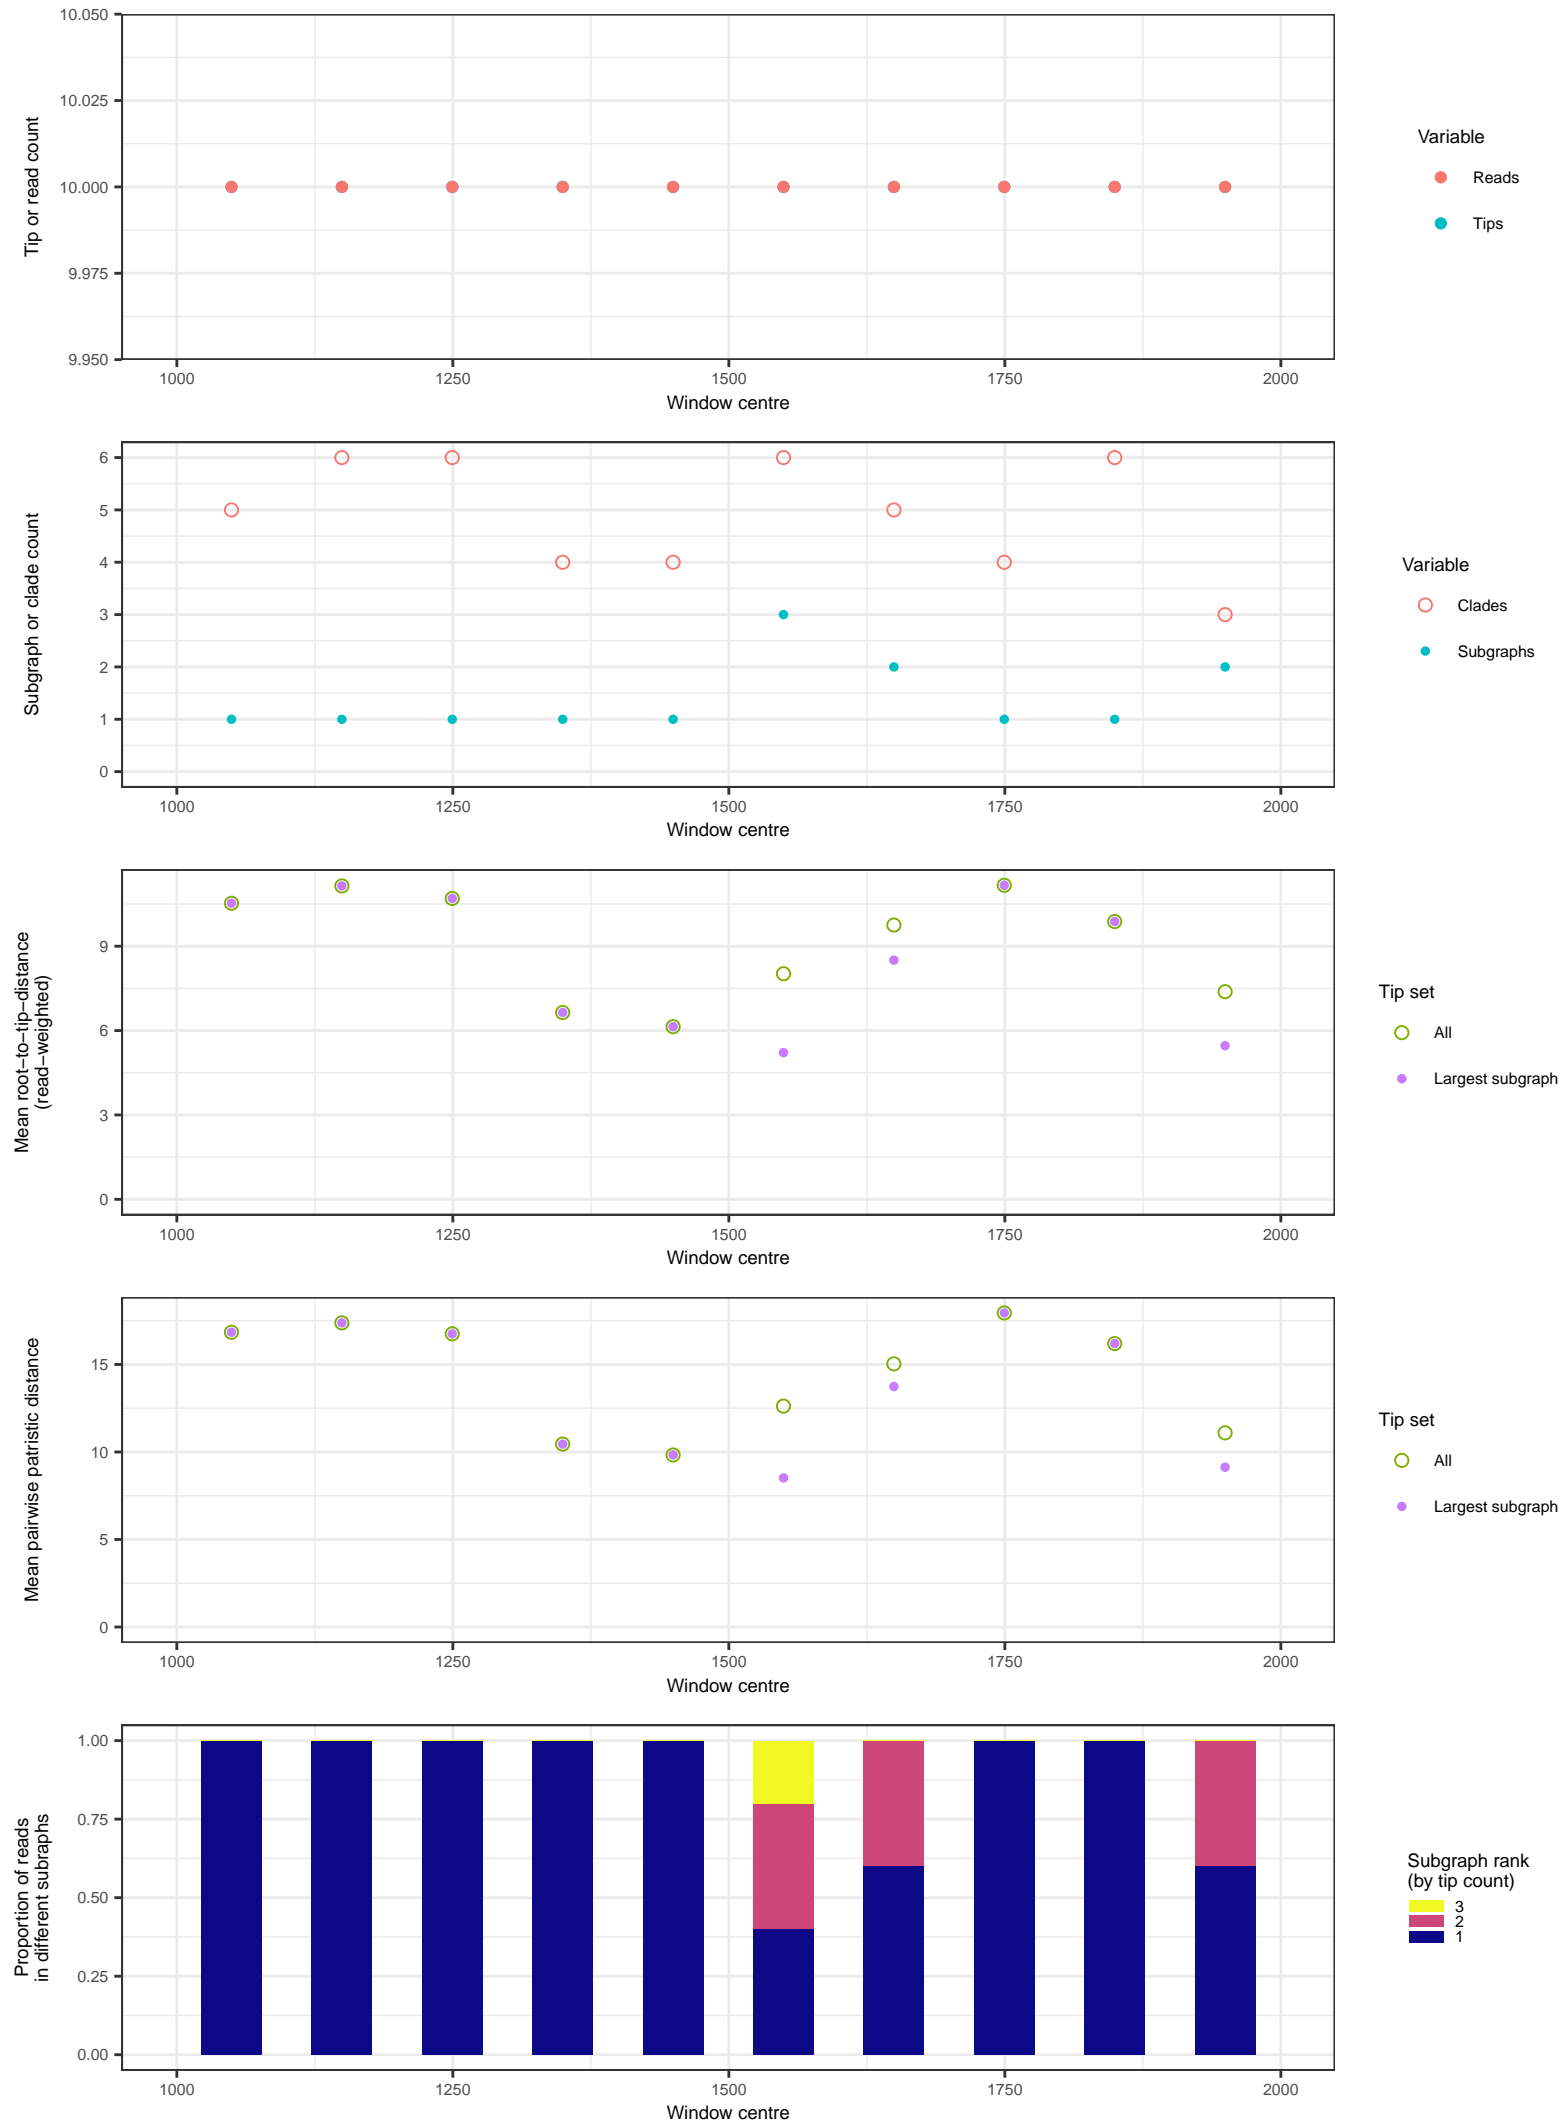 10.050
10.025
10.000
9.975
9.950
Tip or read count
1000 1250 1500 1750 2000
Window centre
Variable
Reads
Tips
6
5
4
3
2
1
0
Subgraph or clade count
1000 1250 1500 1750 2000
Window centre
Variable
Clades
Subgraphs
9
6
3
0
Mean root−to−tip−distance
(read−weighted)
1000 1250 1500 1750 2000
Window centre
Tip set
All
Largest subgraph
15
10
5
0
Mean pairwise patristic distance
1000 1250 1500 1750 2000
Window centre
Tip set
All
Largest subgraph
1.00
0.75
0.50
0.25
0.00
Proportion of reads
in different subraphs
1000 1250 1500 1750 2000
Window centre
Subgraph rank
(by tip count)
3
2
1